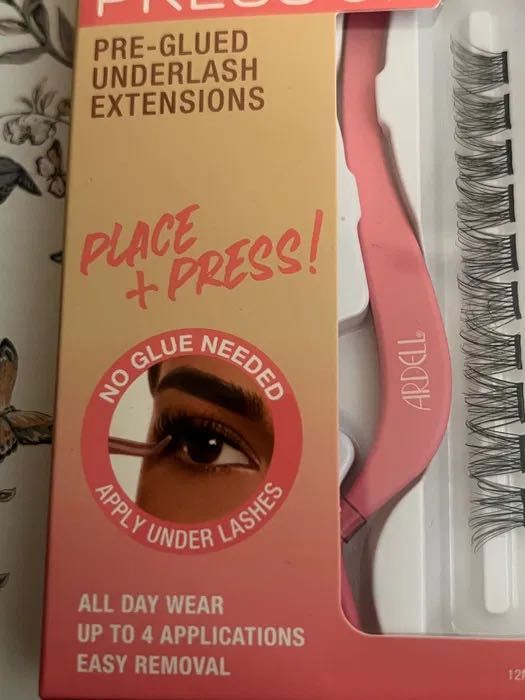 PRE-GLUED
UNDERLASH
EXTENSIONS
PLACE
+ PRESS!
NO GLUE NEEDED
APPLY UNDER LASHES
ALL DAY WEAR
UP TO 4 APPLICATIONS
EASY REMOVAL
ARDELL